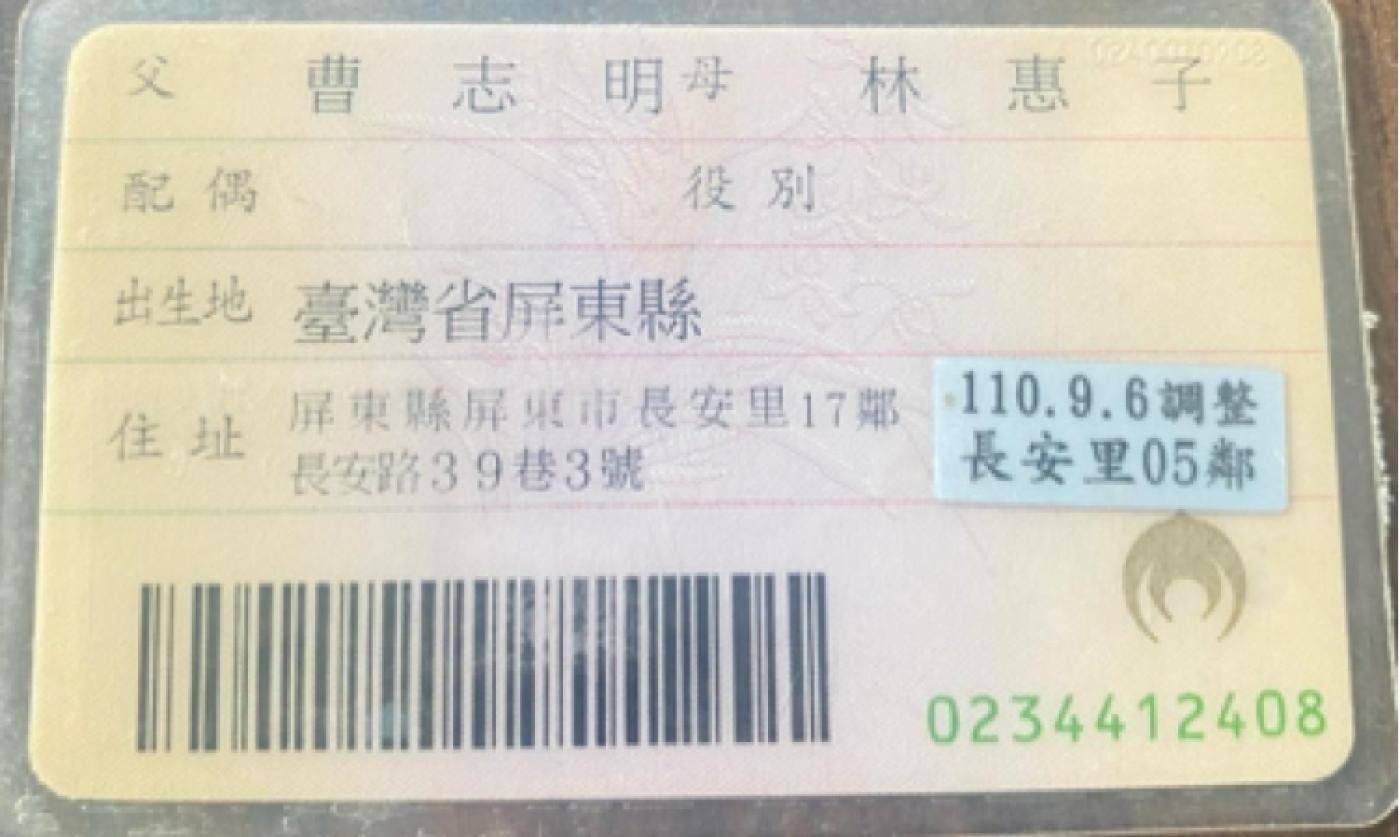 父 曹志明 母 林惠子
配偶 役別
出生地 臺灣省屏東縣
住址 屏東縣屏東市長安里17鄰
長安路39巷3號
110.9.6調整
長安里05鄰
0234412408